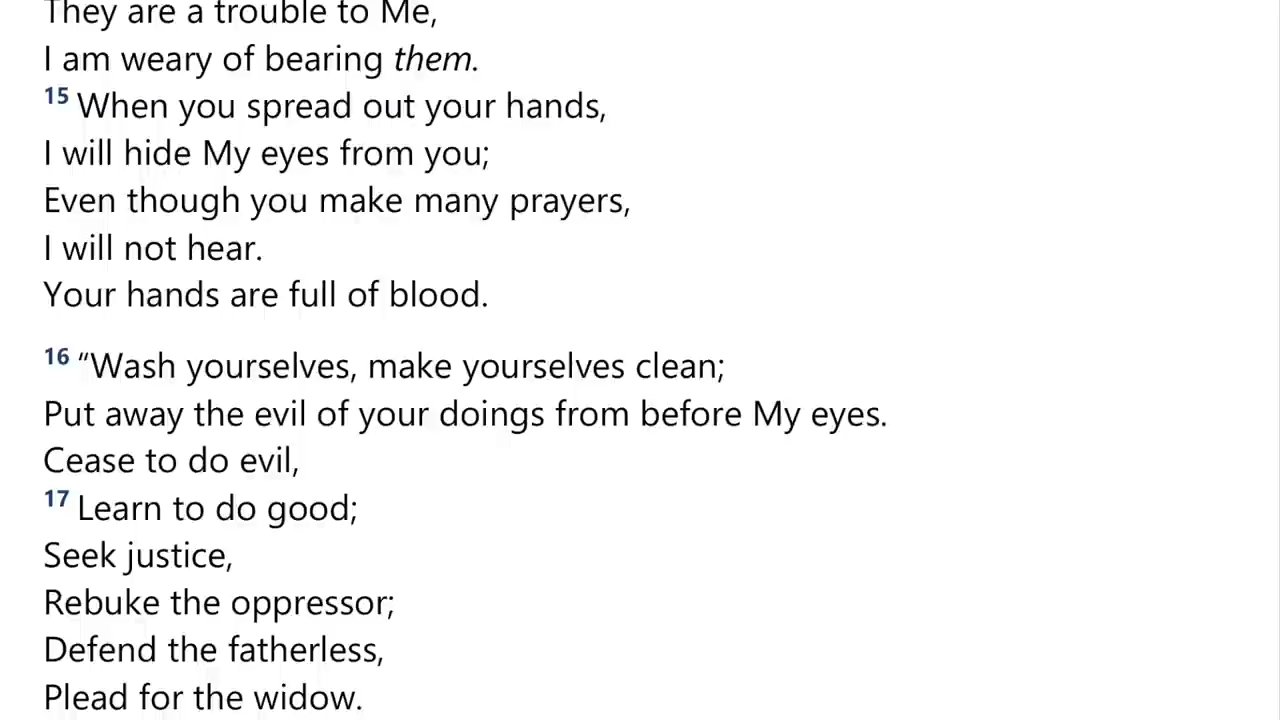 They are a trouble to Me,
I am weary of bearing them.
15 When you spread out your hands,
I will hide My eyes from you;
Even though you make many prayers,
I will not hear.
Your hands are full of blood.
16 “Wash yourselves, make yourselves clean;
Put away the evil of your doings from before My eyes.
Cease to do evil,
17 Learn to do good;
Seek justice,
Rebuke the oppressor;
Defend the fatherless,
Plead for the widow.